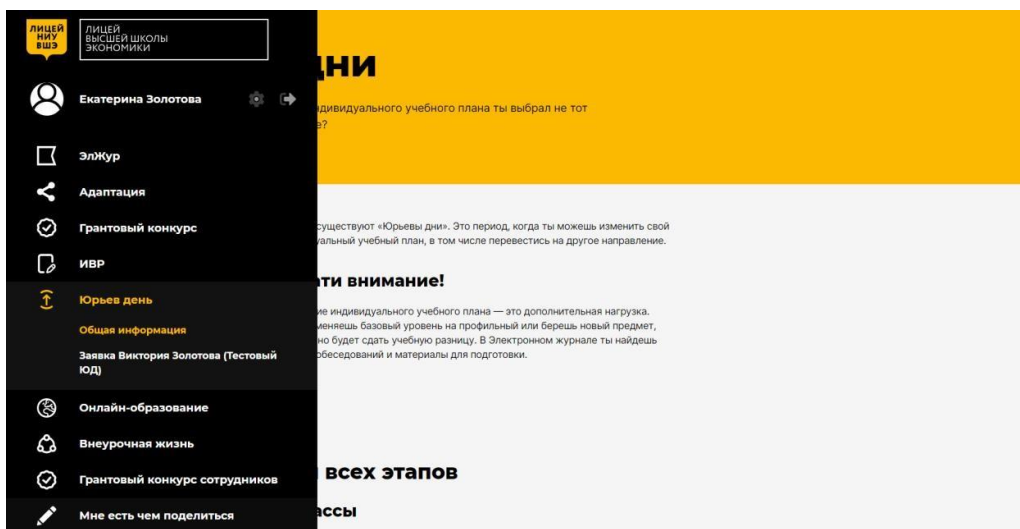 ЛИЦЕЙ
НИУ
ВШЭ
ЛИЦЕЙ
ВЫСШЕЙ ШКОЛЫ
ЭКОНОМИКИ
Екатерина Золотова
ЭлЖур
Адаптация
Грантовый конкурс
ИВР
Юрьев день
Общая информация
Заявка Виктория Золотова (Тестовый
ЮД)
Онлайн-образование
Внеурочная жизнь
Грантовый конкурс сотрудников
Мне есть чем поделиться
дни
ндивидуального учебного плана ты выбрал не тот
е?
существуют «Юрьевы дни». Это период, когда ты можешь изменить свой
уальный учебный план, в том числе перевестись на другое направление.
ти внимание!
ие индивидуального учебного плана — это дополнительная нагрузка.
меняешь базовый уровень на профильный или берешь новый предмет,
но будет сдать учебную разницу. В Электронном журнале ты найдешь
обеседований и материалы для подготовки.
всех этапов
ассы